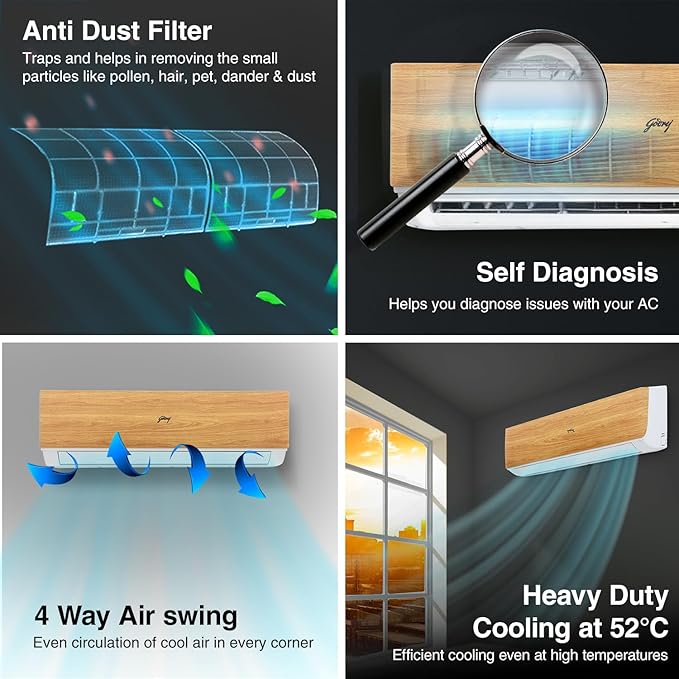 Anti Dust Filter
Traps and helps in removing the small
particles like pollen, hair, pet, dander & dust
Godrej
Self Diagnosis
Helps you diagnose issues with your AC
Godrej
4 Way Air swing
Even circulation of cool air in every corner
Godrej
Heavy Duty
Cooling at 52°C
Efficient cooling even at high temperatures